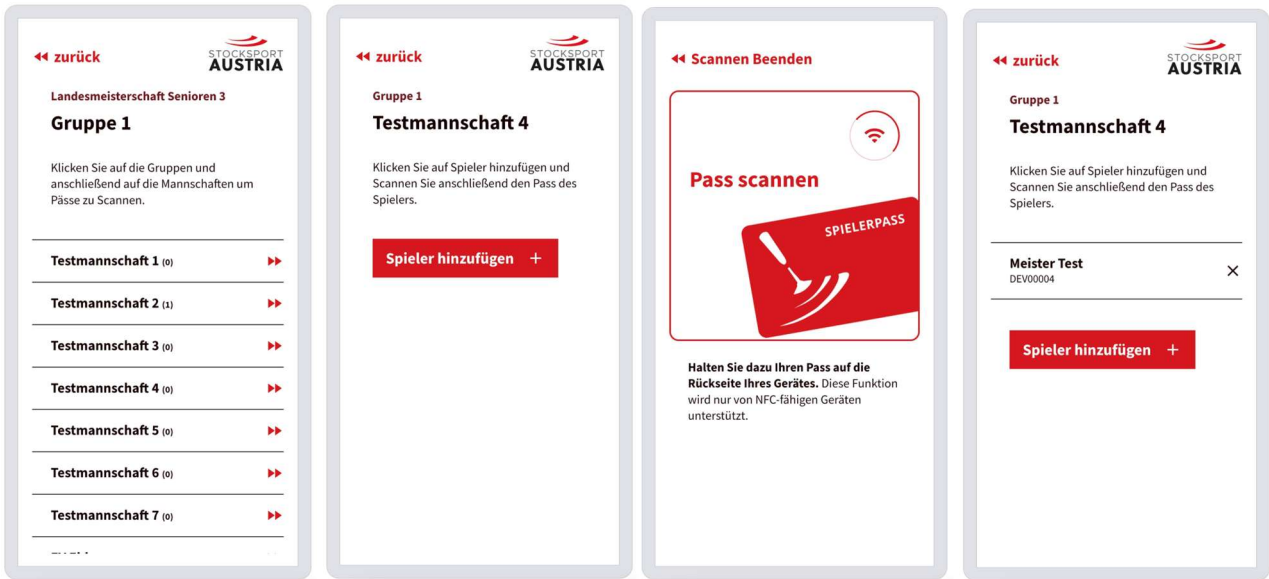 ◄◄ zurück
STOCKSPORT
AUSTRIA
Landesmeisterschaft Senioren 3
Gruppe 1
Klicken Sie auf die Gruppen und
anschließend auf die Mannschaften um
Pässe zu Scannen.
Testmannschaft 1 (0)
Testmannschaft 2 (1)
Testmannschaft 3 (0)
Testmannschaft 4 (0)
Testmannschaft 5 (0)
Testmannschaft 6 (0)
Testmannschaft 7 (0)
◄◄ zurück
STOCKSPORT
AUSTRIA
Gruppe 1
Testmannschaft 4
Klicken Sie auf Spieler hinzufügen und
Scannen Sie anschließend den Pass des
Spielers.
Spieler hinzufügen +
◄◄ Scannen Beenden
Pass scannen
SPIELERPASS
Halten Sie dazu Ihren Pass auf die
Rückseite Ihres Gerätes. Diese Funktion
wird nur von NFC-fähigen Geräten
unterstützt.
◄◄ zurück
STOCKSPORT
AUSTRIA
Gruppe 1
Testmannschaft 4
Klicken Sie auf Spieler hinzufügen und
Scannen Sie anschließend den Pass des
Spielers.
Meister Test
DEV00004
Spieler hinzufügen +